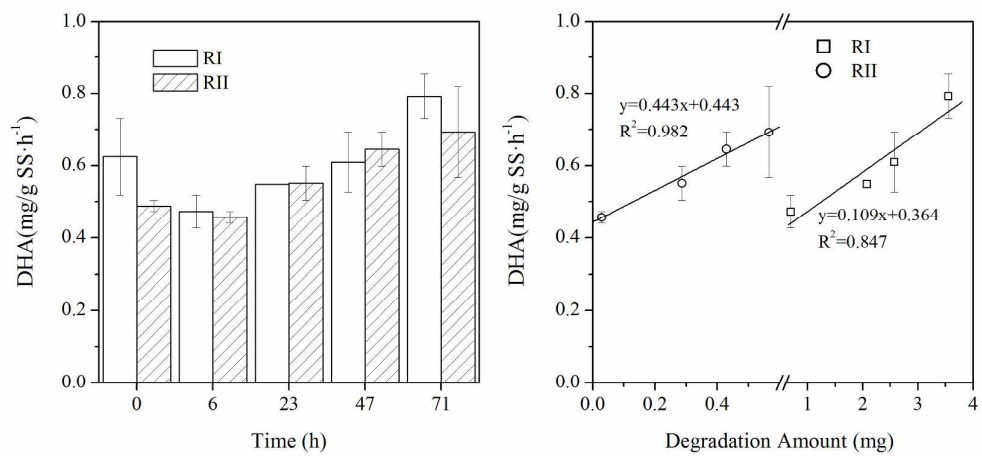 1.0
0.8
0.6
0.4
0.2
0.0
DHA(mg/g SS·h⁻¹)
RI
RII
0 6 23 47 71
Time (h)
1.0
0.8
0.6
0.4
0.2
0.0
DHA(mg/g SS·h⁻¹)
RI
RII
y=0.443x+0.443
R²=0.982
y=0.109x+0.364
R²=0.847
0.0 0.2 0.4 1 2 3 4
Degradation Amount (mg)